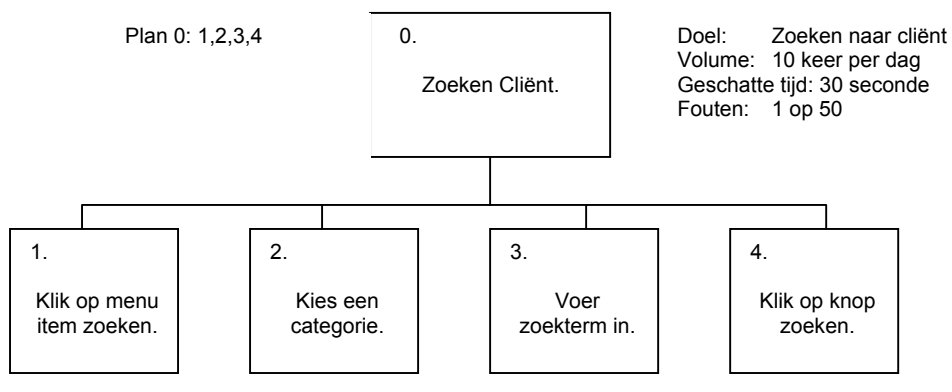 Plan 0: 1,2,3,4
0.
Zoeken Cliënt.
Doel: Zoeken naar cliënt
Volume: 10 keer per dag
Geschatte tijd: 30 seconde
Fouten: 1 op 50
1.
Klik op menu
item zoeken.
2.
Kies een
categorie.
3.
Voer
zoekterm in.
4.
Klik op knop
zoeken.